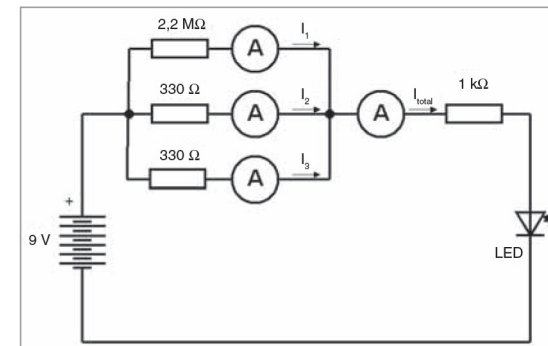 2,2 MΩ
A
I1
330 Ω
A
I2
A
Itotal
1 kΩ
330 Ω
A
I3
+
9 V
LED